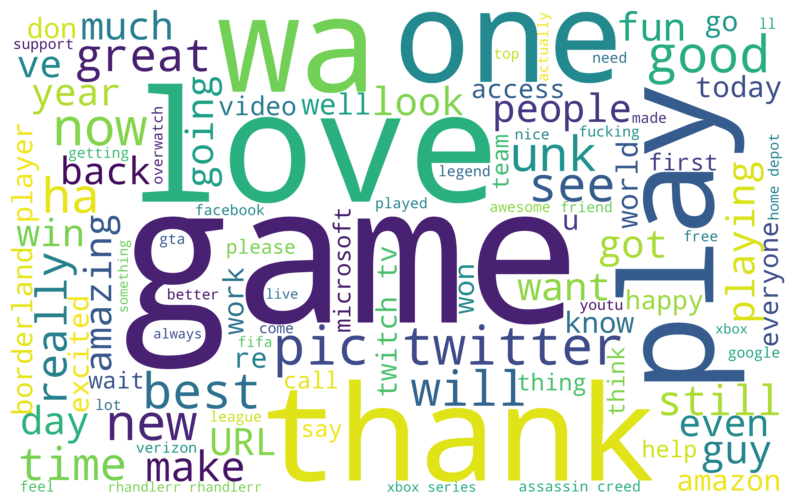 don
much
wa
one
fun
go
ll
support
ve
great
top
actually
need
good
year
going
video
well
look
access
today
now
overwatch
love
people
made
getting
nice
fucking
back
team
unk
play
first
player
ha
legend
see
world
home depot
facebook
played
awesome friend
win
really
amazing
gta
game
u
got
free
playing
everyone
borderland
something
please
microsoft
twitch tv
won
want
better
work
live
youtu
happy
excited
always
come
know
xbox
fifa
re
pic twitter
think
google
wait
best
call
will
thing
still
lot
day
new
league
thank
URL
say
even
guy
verizon
time
make
help
amazon
feel
rhandlerr rhandlerr
xbox series
assassin creed